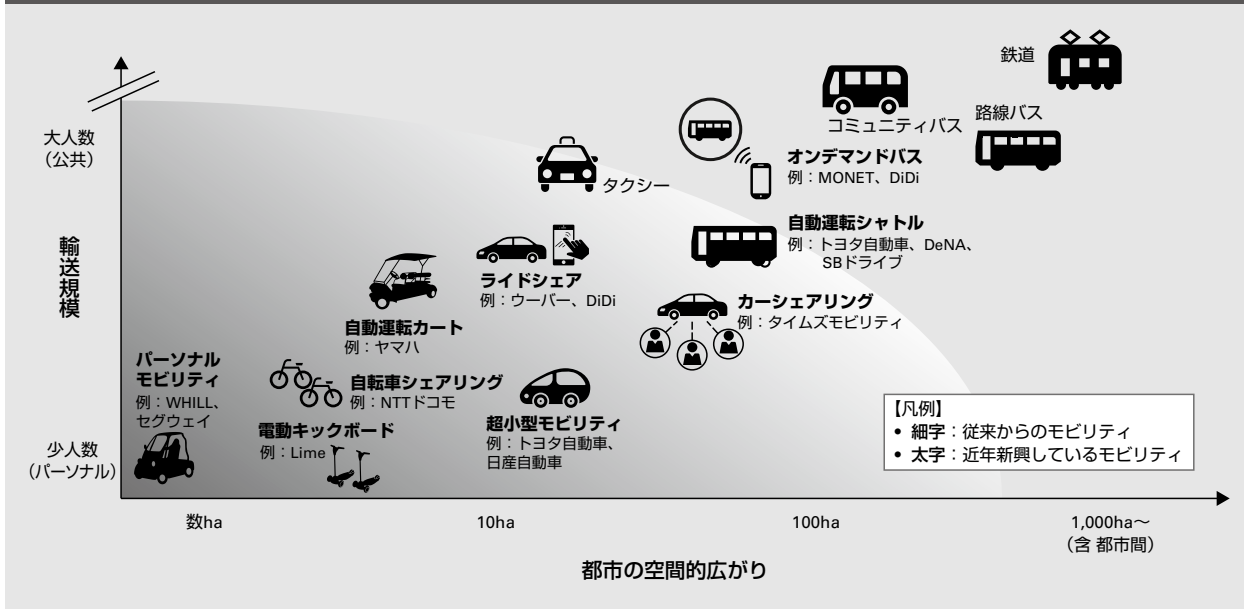 鉄道
路線バス
コミュニティバス
大人数
（公共）
オンデマンドバス
例：MONET、DiDi
タクシー
自動運転シャトル
例：トヨタ自動車、DeNA、
SBドライブ
輸送規模
ライドシェア
例：ウーバー、DiDi
カーシェアリング
例：タイムズモビリティ
自動運転カート
例：ヤマハ
パーソナル
モビリティ
例：WHILL、
セグウェイ
自転車シェアリング
例：NTTドコモ
超小型モビリティ
例：トヨタ自動車、
日産自動車
電動キックボード
例：Lime
少人数
（パーソナル）
【凡例】
• 細字：従来からのモビリティ
• 太字：近年新興しているモビリティ
数ha
10ha
100ha
1,000ha～
（含 都市間）
都市の空間的広がり